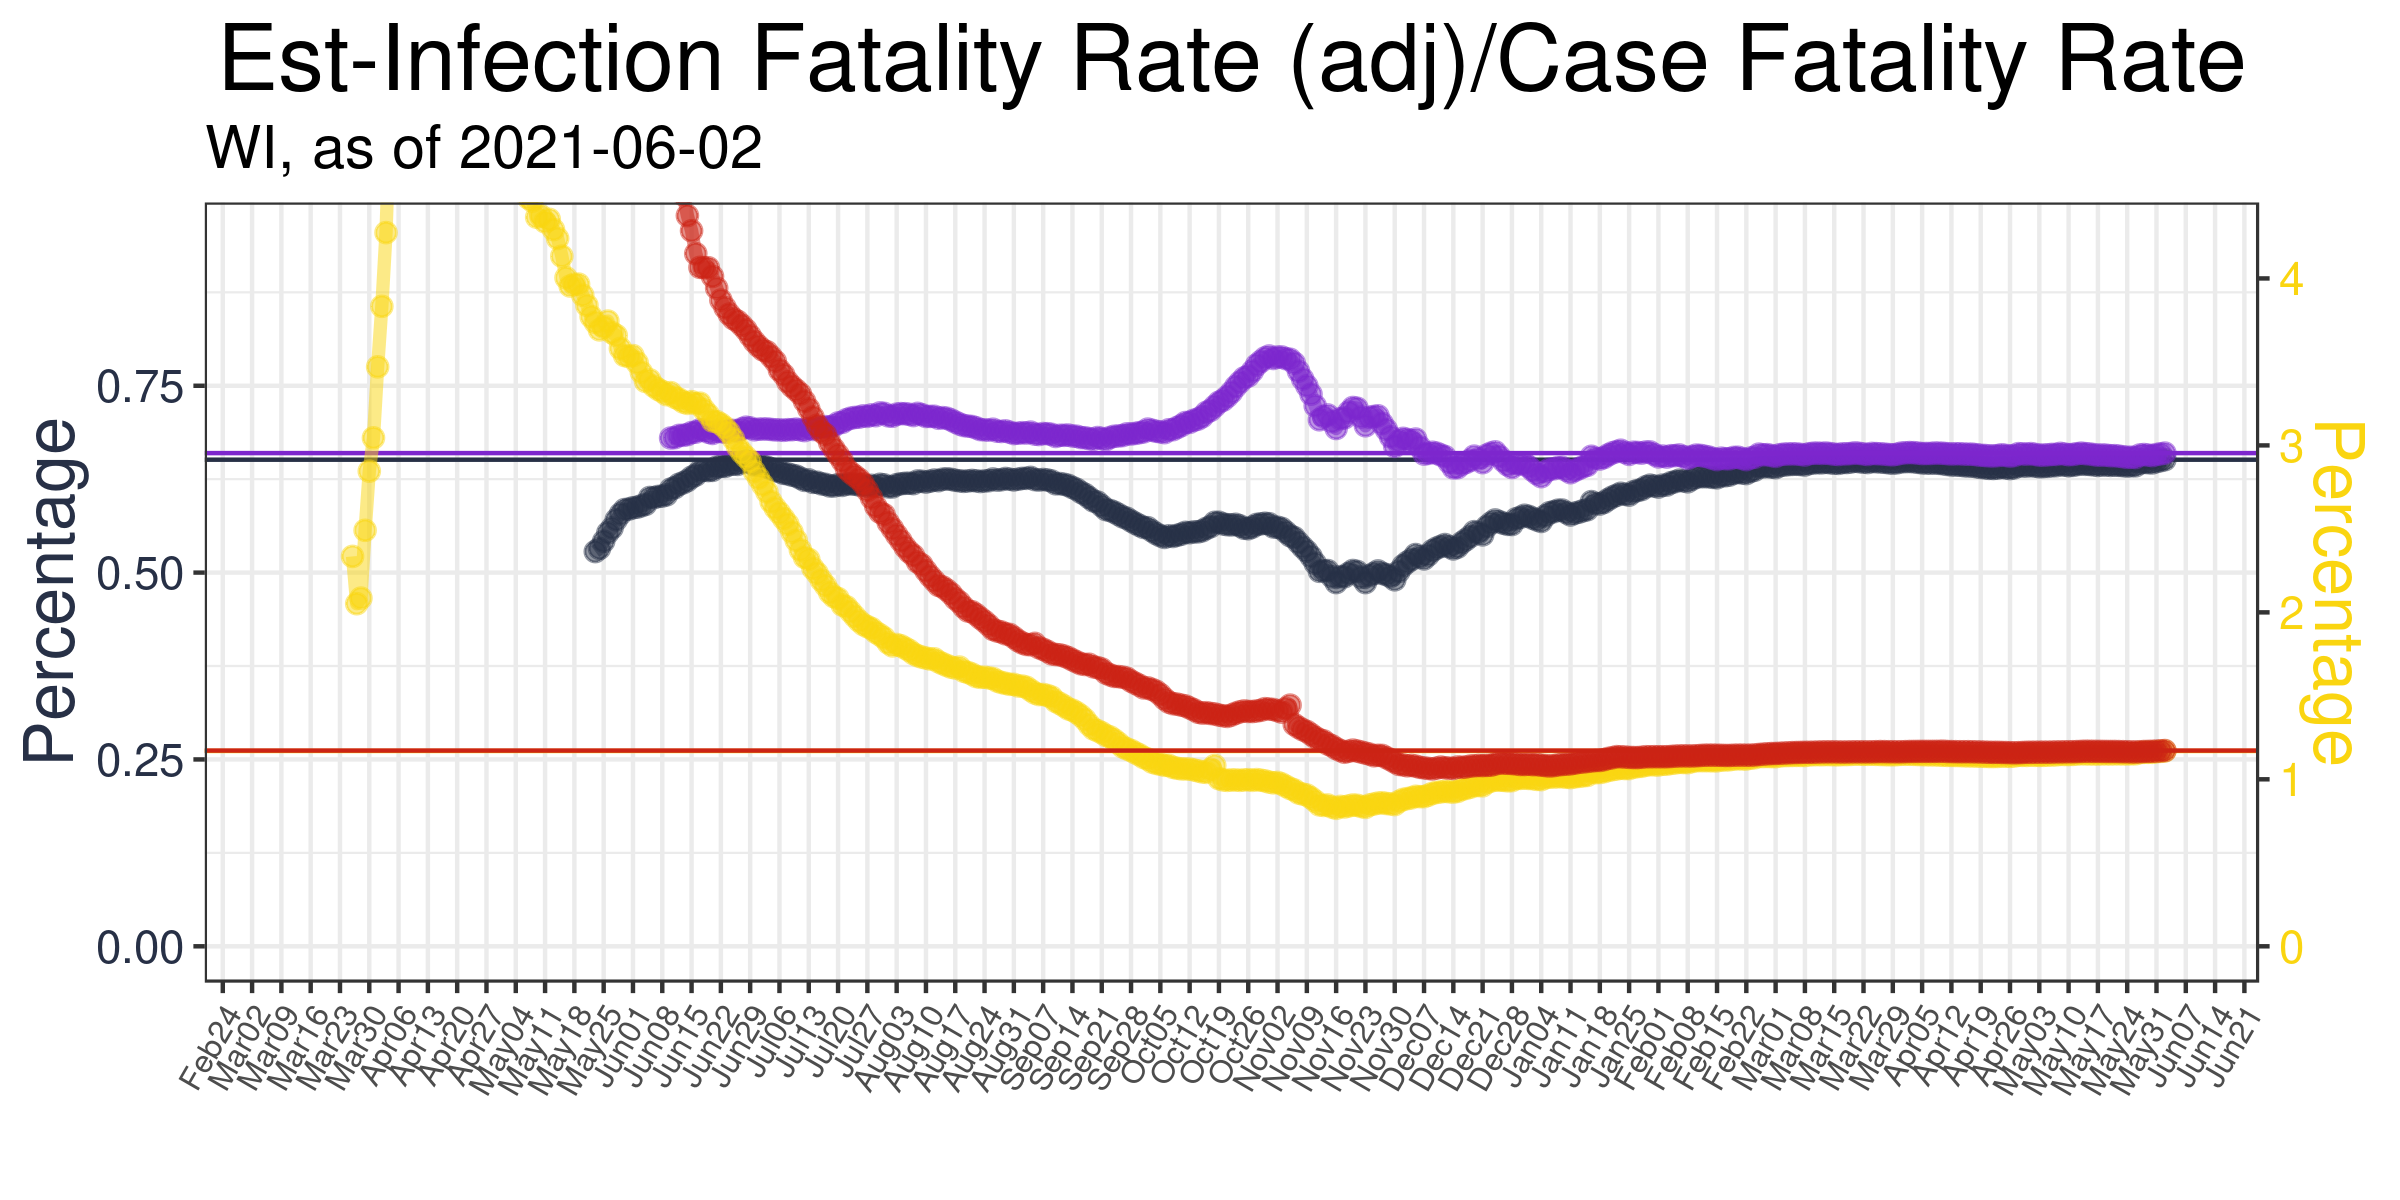 Est-Infection Fatality Rate (adj)/Case Fatality Rate
WI, as of 2021-06-02
Percentage
0.75
0.50
0.25
0.00
4
3
2
1
0
Percentage
Feb24
Mar02
Mar09
Mar16
Mar23
Mar30
Apr06
Apr13
Apr20
Apr27
May04
May11
May18
May25
Jun01
Jun08
Jun15
Jun22
Jun29
Jul06
Jul13
Jul20
Jul27
Aug03
Aug10
Aug17
Aug24
Aug31
Sep07
Sep14
Sep21
Sep28
Oct05
Oct12
Oct19
Oct26
Nov02
Nov09
Nov16
Nov23
Nov30
Dec07
Dec14
Dec21
Dec28
Jan04
Jan11
Jan18
Jan25
Feb01
Feb08
Feb15
Feb22
Mar01
Mar08
Mar15
Mar22
Mar29
Apr05
Apr12
Apr19
Apr26
May03
May10
May17
May24
May31
Jun07
Jun14
Jun21